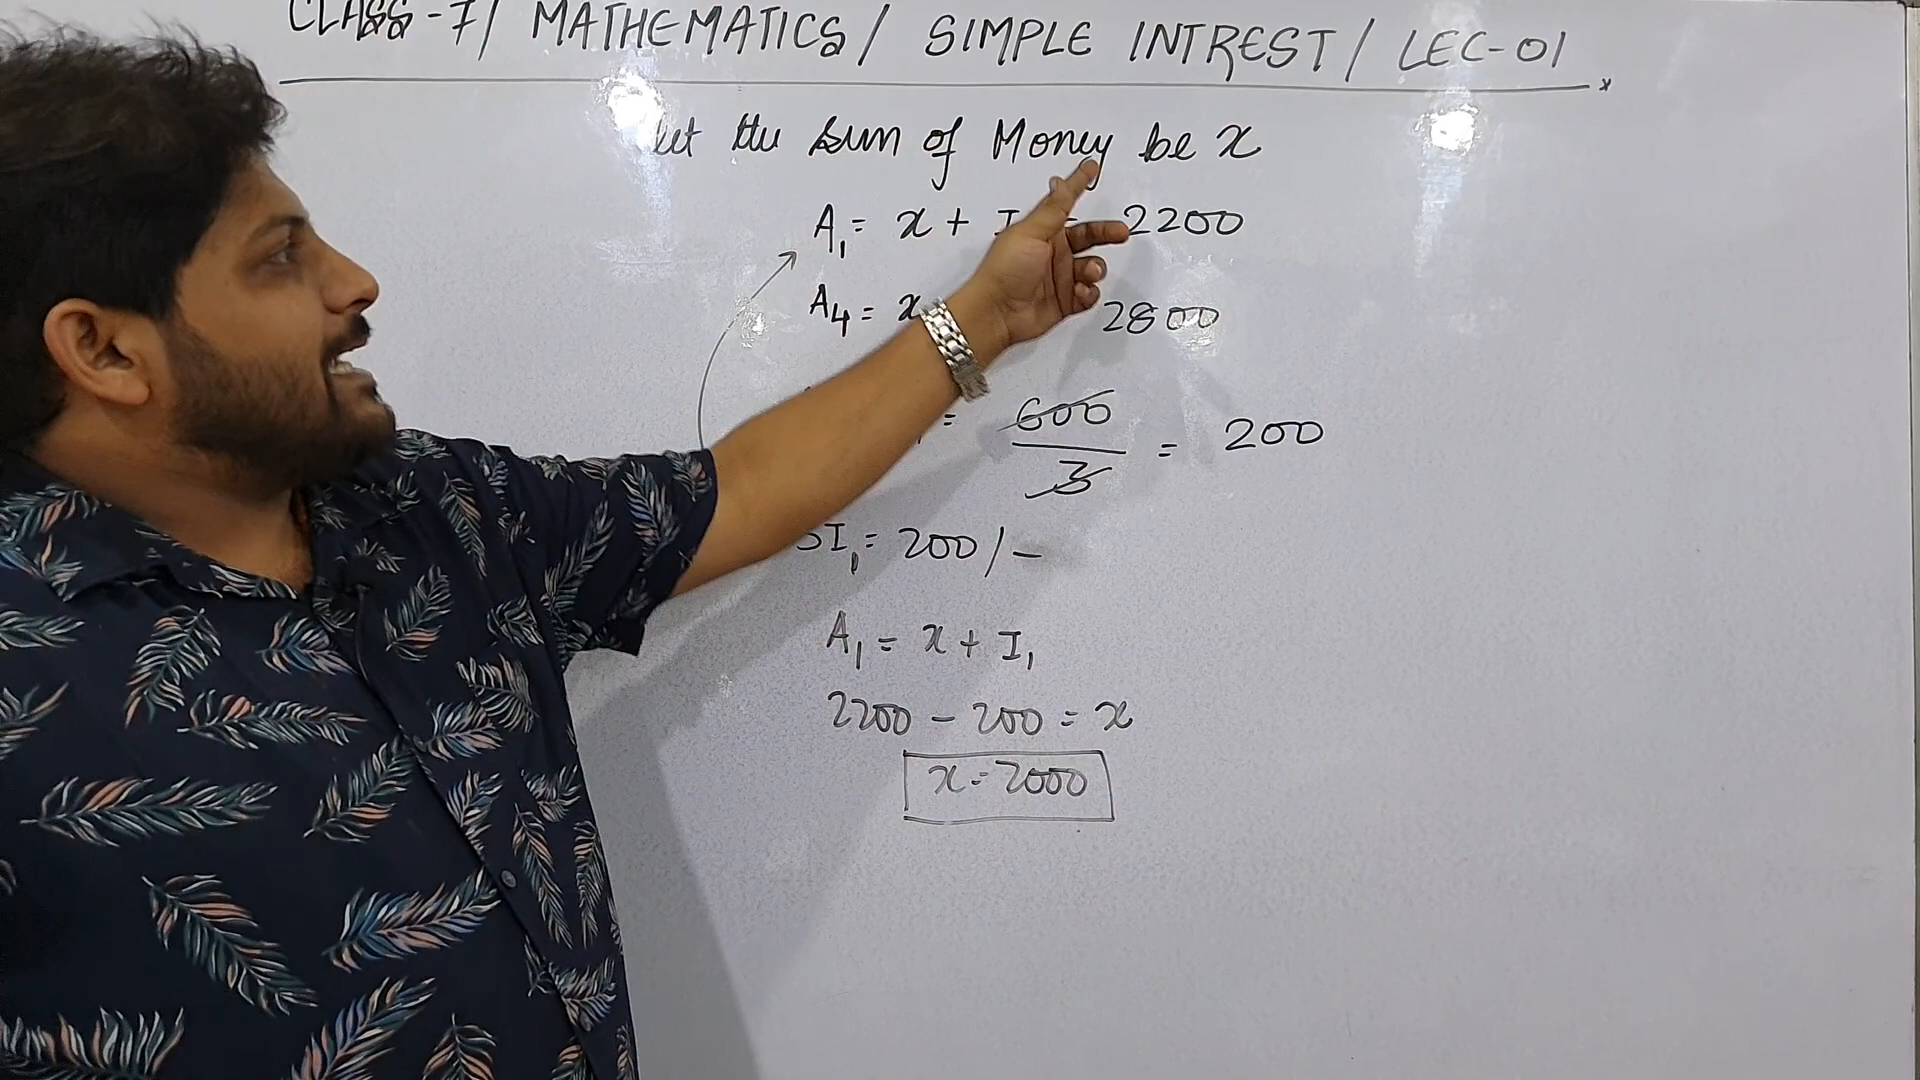 CLASS-7/ MATHEMATICS/ SIMPLE INTREST/ LEC-01
Let the Sum of Money be x
A₁ = x + I = 2200
A₄ = x 2800
= 600/3 = 200
SI₁ = 200/-
A₁ = x + I₁
2200 - 200 = x
x = 2000